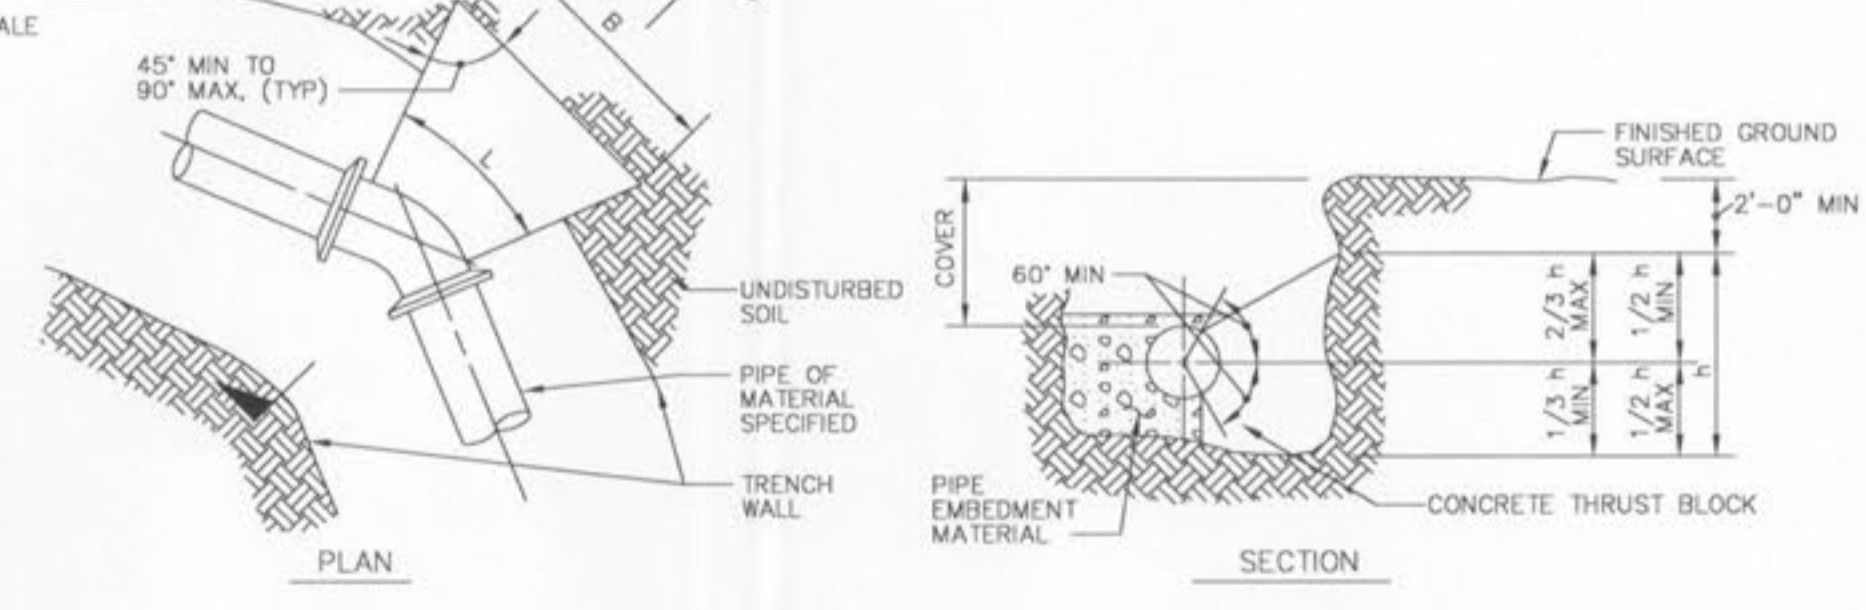 ALE
45° MIN TO
90° MAX. (TYP)
B
L
UNDISTURBED
SOIL
PIPE OF
MATERIAL
SPECIFIED
TRENCH
WALL
PLAN
FINISHED GROUND
SURFACE
2'-0" MIN
COVER
60° MIN
2/3 h
MAX
1/2 h
MIN
1/3 h
MIN
1/2 h
MAX
h
PIPE
EMBEDMENT
MATERIAL
CONCRETE THRUST BLOCK
SECTION